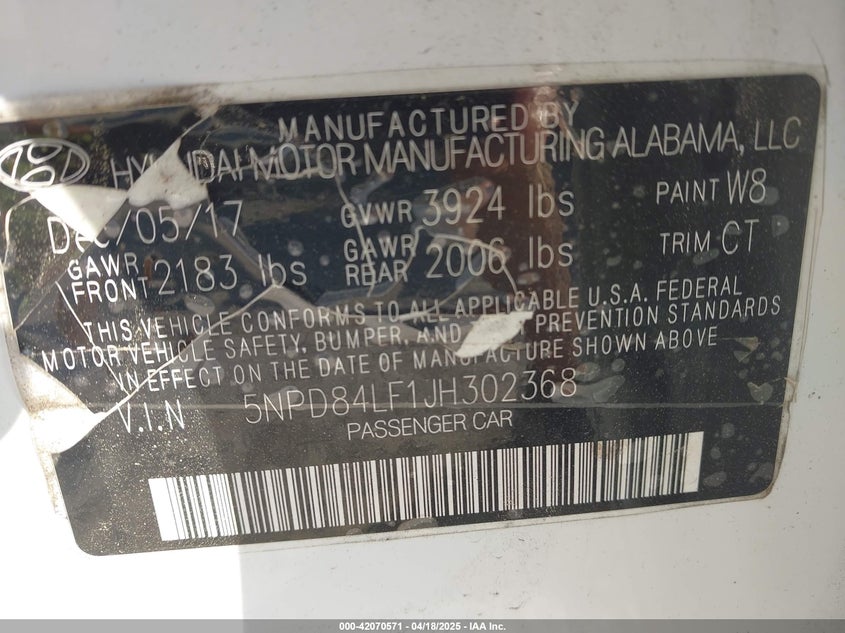 MANUFACTURED BY
HYUNDAI MOTOR MANUFACTURING ALABAMA, LLC
Dec/05/17 GVWR 3924 lbs PAINT W8
GAWR FRONT 2183 lbs GAWR REAR 2006 lbs TRIM CT
THIS VEHICLE CONFORMS TO ALL APPLICABLE U.S.A. FEDERAL
MOTOR VEHICLE SAFETY, BUMPER, AND PREVENTION STANDARDS
IN EFFECT ON THE DATE OF MANUFACTURE SHOWN ABOVE
V.I.N 5NPD84LF1JH302368
PASSENGER CAR
000-42070571 - 04/18/2025 - IAA Inc.